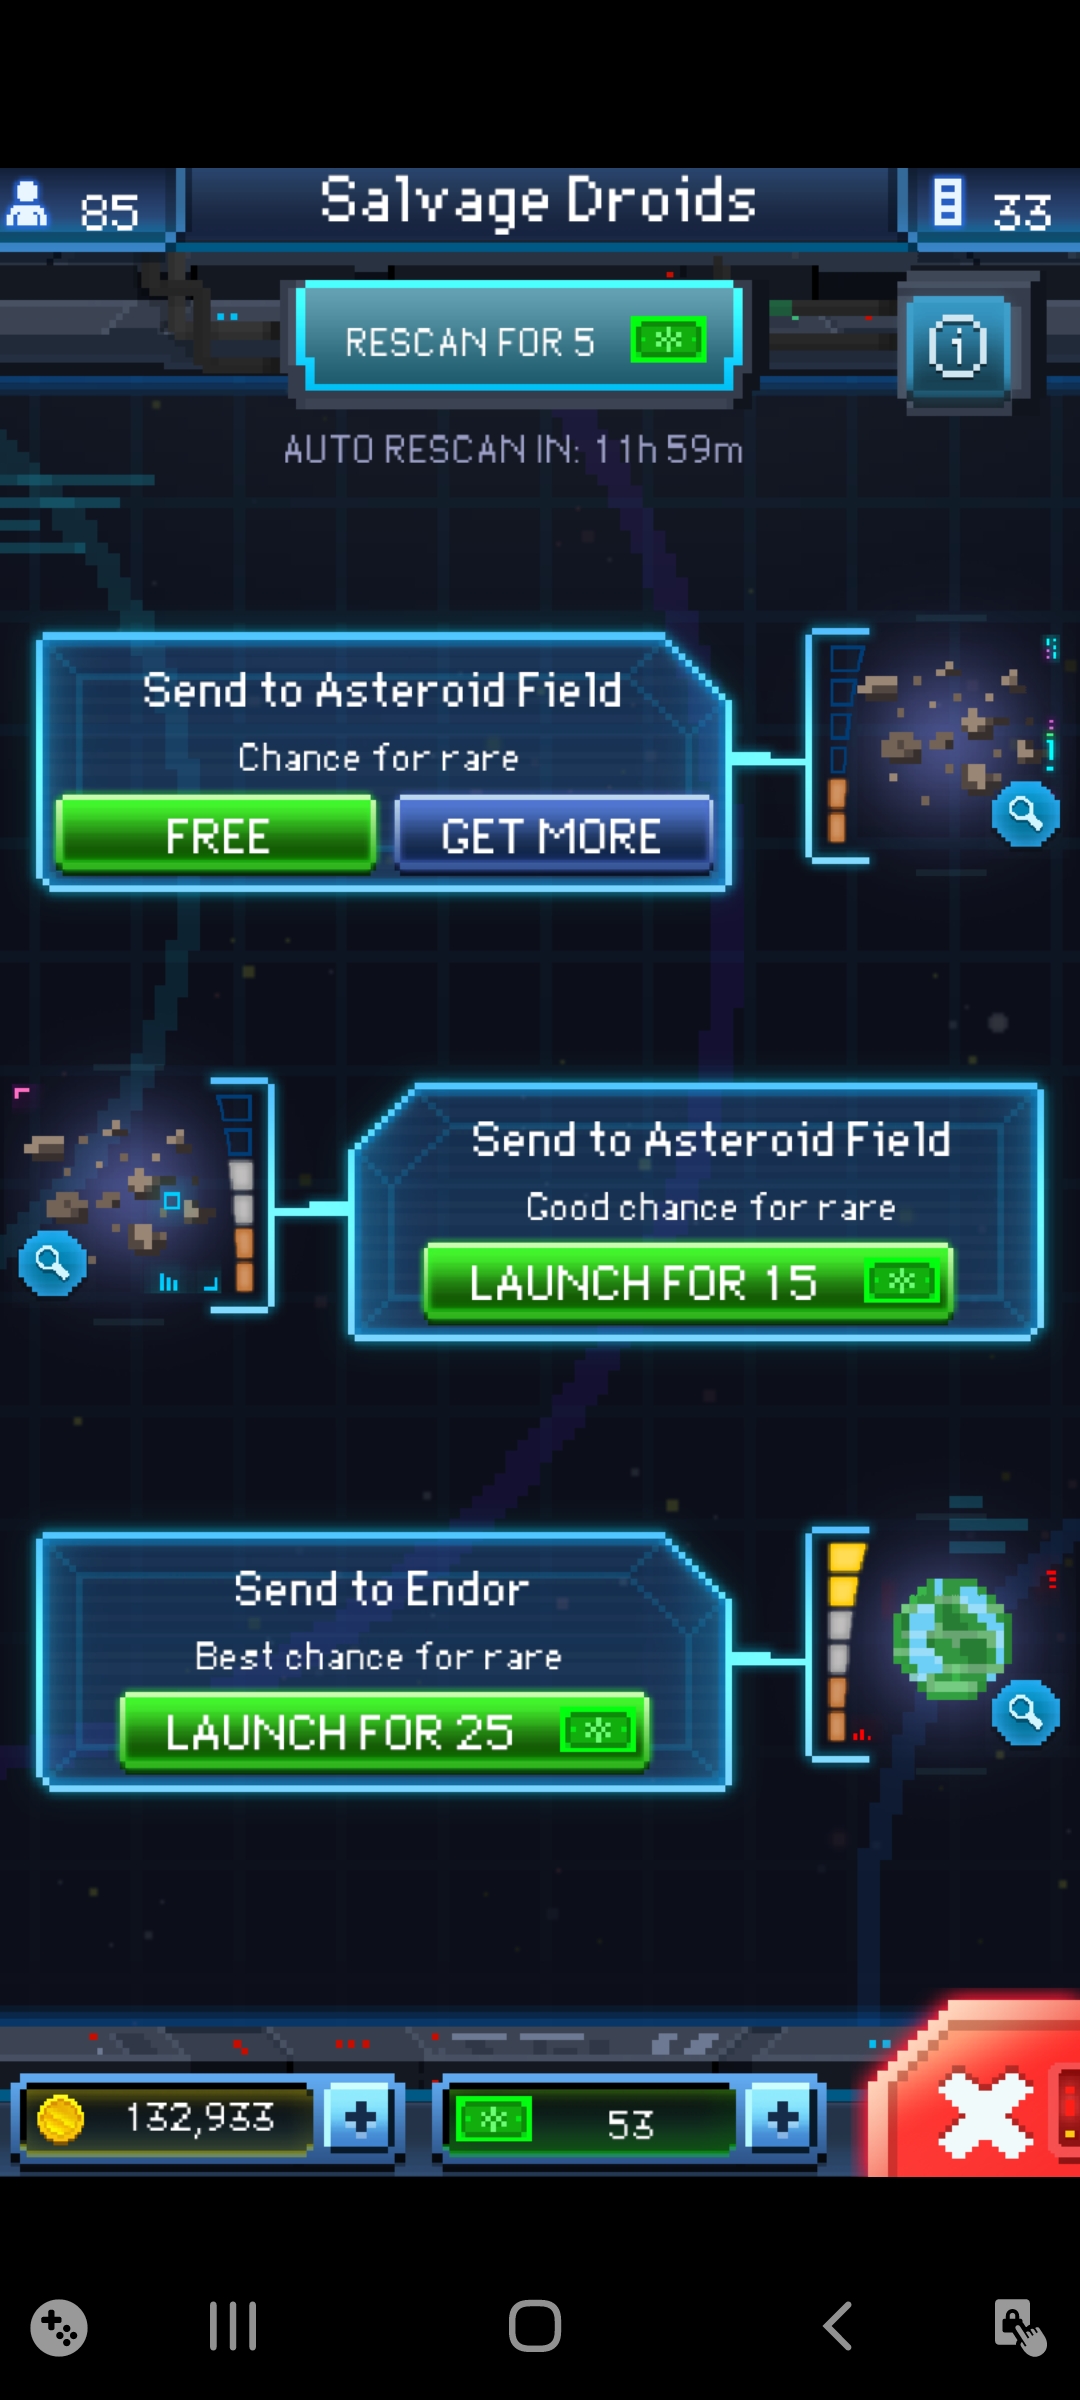 85
Salvage Droids
33
RESCAN FOR 5
AUTO RESCAN IN: 11h 59m
Send to Asteroid Field
Chance for rare
FREE
GET MORE
Send to Asteroid Field
Good chance for rare
LAUNCH FOR 15
Send to Endor
Best chance for rare
LAUNCH FOR 25
132,933
53